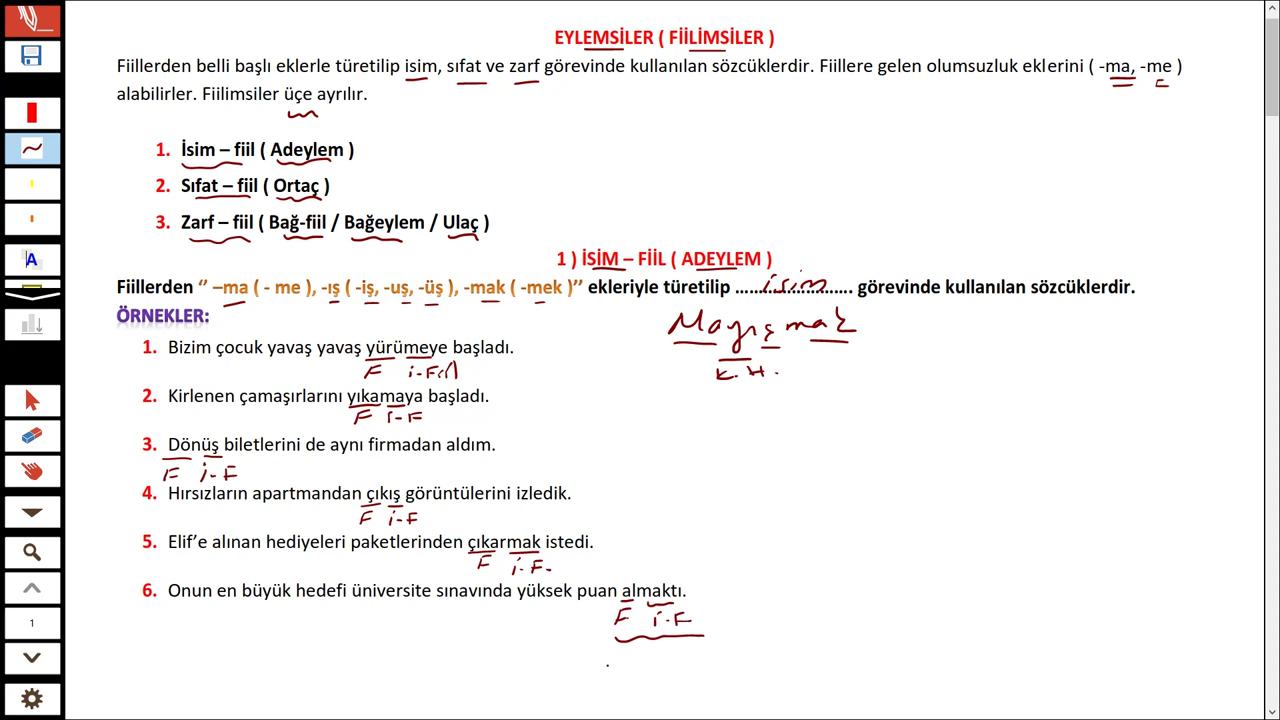 EYLEMSİLER ( FİİLİMSİLER )
Fiillerden belli başlı eklerle türetilip isim, sıfat ve zarf görevinde kullanılan sözcüklerdir. Fiillere gelen olumsuzluk eklerini ( -ma, -me )
alabilirler. Fiilimsiler üçe ayrılır.
1. İsim – fiil ( Adeylem )
2. Sıfat – fiil ( Ortaç )
3. Zarf – fiil ( Bağ-fiil / Bağeylem / Ulaç )
1 ) İSİM – FİİL ( ADEYLEM )
Fiillerden “ –ma ( - me ), -ış ( -iş, -uş, -üş ), -mak ( -mek )” ekleriyle türetilip ...isim... görevinde kullanılan sözcüklerdir.
ÖRNEKLER:
Mayışmak
K.H.
1. Bizim çocuk yavaş yavaş yürümeye başladı.
F i-Fiil
2. Kirlenen çamaşırlarını yıkamaya başladı.
F i-F
3. Dönüş biletlerini de aynı firmadan aldım.
F i-F
4. Hırsızların apartmandan çıkış görüntülerini izledik.
F i-F
5. Elif’e alınan hediyeleri paketlerinden çıkarmak istedi.
F i-F.
6. Onun en büyük hedefi üniversite sınavında yüksek puan almaktı.
F i-F
A
1